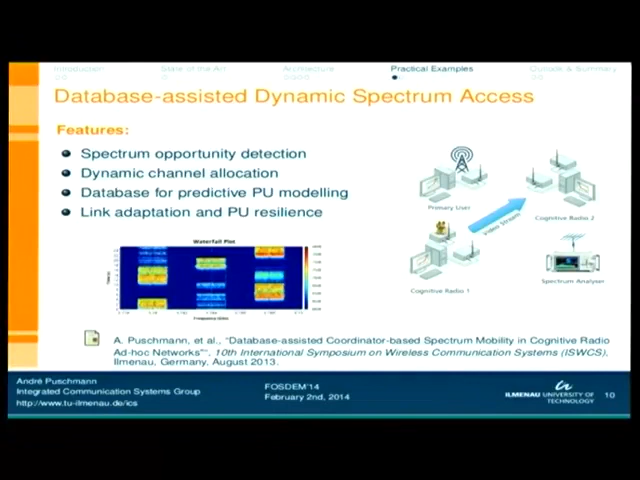 Introduction
State of the Art
Architecture
Practical Examples
Outlook & Summary
Database-assisted Dynamic Spectrum Access
Features:
Spectrum opportunity detection
Dynamic channel allocation
Database for predictive PU modelling
Link adaptation and PU resilience
Waterfall Plot
Frequency (GHz)
Primary User
Cognitive Radio 2
Video Stream
Cognitive Radio 1
Spectrum Analyser
A. Puschmann, et al., "Database-assisted Coordinator-based Spectrum Mobility in Cognitive Radio
Ad-hoc Networks"", 10th International Symposium on Wireless Communication Systems (ISWCS),
Ilmenau, Germany, August 2013.
André Puschmann
Integrated Communication Systems Group
http://www.tu-ilmenau.de/ics
FOSDEM'14
February 2nd, 2014
ILMENAU UNIVERSITY OF
TECHNOLOGY
10